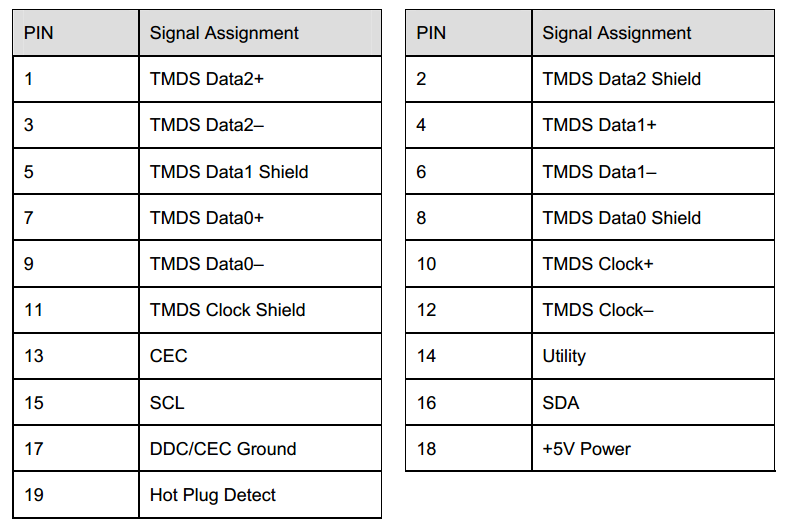 PIN Signal Assignment
1 TMDS Data2+
3 TMDS Data2–
5 TMDS Data1 Shield
7 TMDS Data0+
9 TMDS Data0–
11 TMDS Clock Shield
13 CEC
15 SCL
17 DDC/CEC Ground
19 Hot Plug Detect
PIN Signal Assignment
2 TMDS Data2 Shield
4 TMDS Data1+
6 TMDS Data1–
8 TMDS Data0 Shield
10 TMDS Clock+
12 TMDS Clock–
14 Utility
16 SDA
18 +5V Power